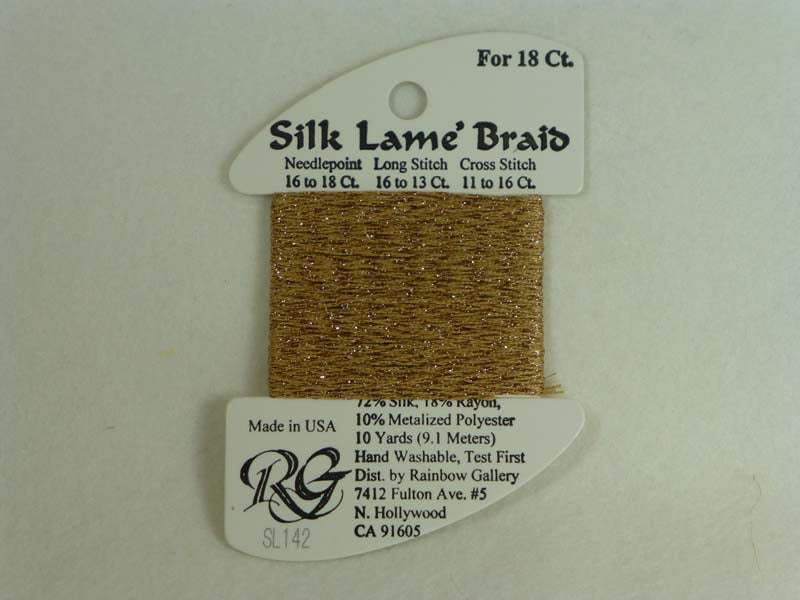 For 18 Ct.
Silk Lame' Braid
Needlepoint Long Stitch Cross Stitch
16 to 18 Ct. 16 to 13 Ct. 11 to 16 Ct.
72% Silk, 18% Rayon,
10% Metalized Polyester
10 Yards (9.1 Meters)
Hand Washable, Test First
Dist. by Rainbow Gallery
7412 Fulton Ave. #5
N. Hollywood
CA 91605
Made in USA
RG
SL142